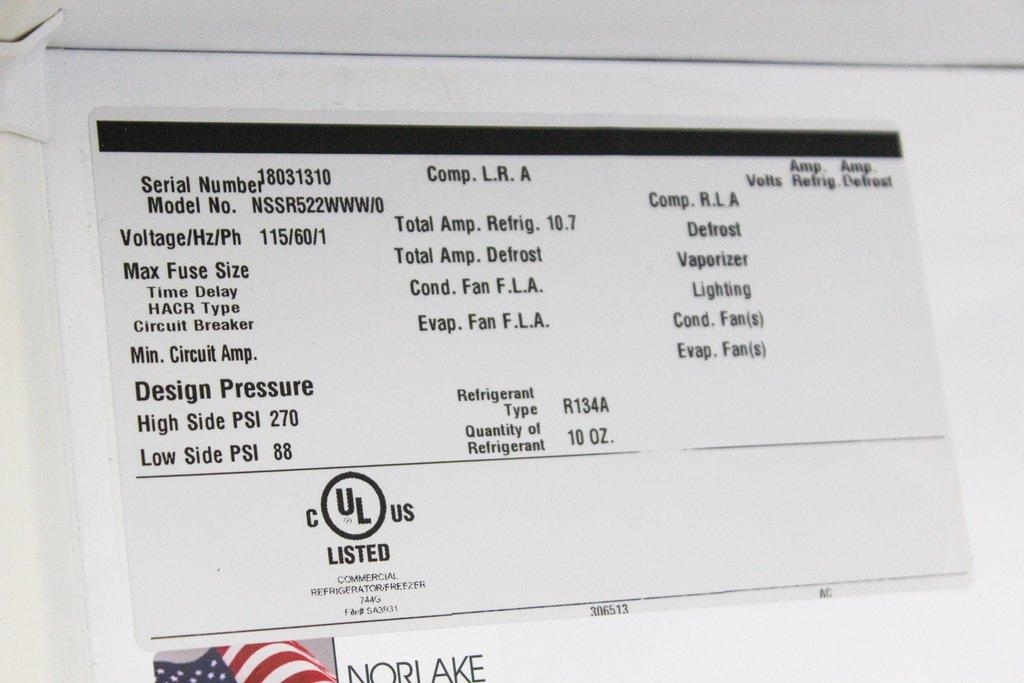 Serial Number 18031310
Model No. NSSR522WWW/0
Voltage/Hz/Ph 115/60/1
Max Fuse Size
Time Delay
HACR Type
Circuit Breaker
Min. Circuit Amp.
Design Pressure
High Side PSI 270
Low Side PSI 88
Comp. L.R. A
Total Amp. Refrig. 10.7
Total Amp. Defrost
Cond. Fan F.L.A.
Evap. Fan F.L.A.
Refrigerant
Type R134A
Quantity of
Refrigerant 10 OZ.
Amp. Amp.
Volts Refrig. Defrost
Comp. R.L A
Defrost
Vaporizer
Lighting
Cond. Fan(s)
Evap. Fan(s)
C UL US
LISTED
COMMERCIAL
REFRIGERATOR/FREEZER
744G
File# SA3931
306513
AC
NORLAKE